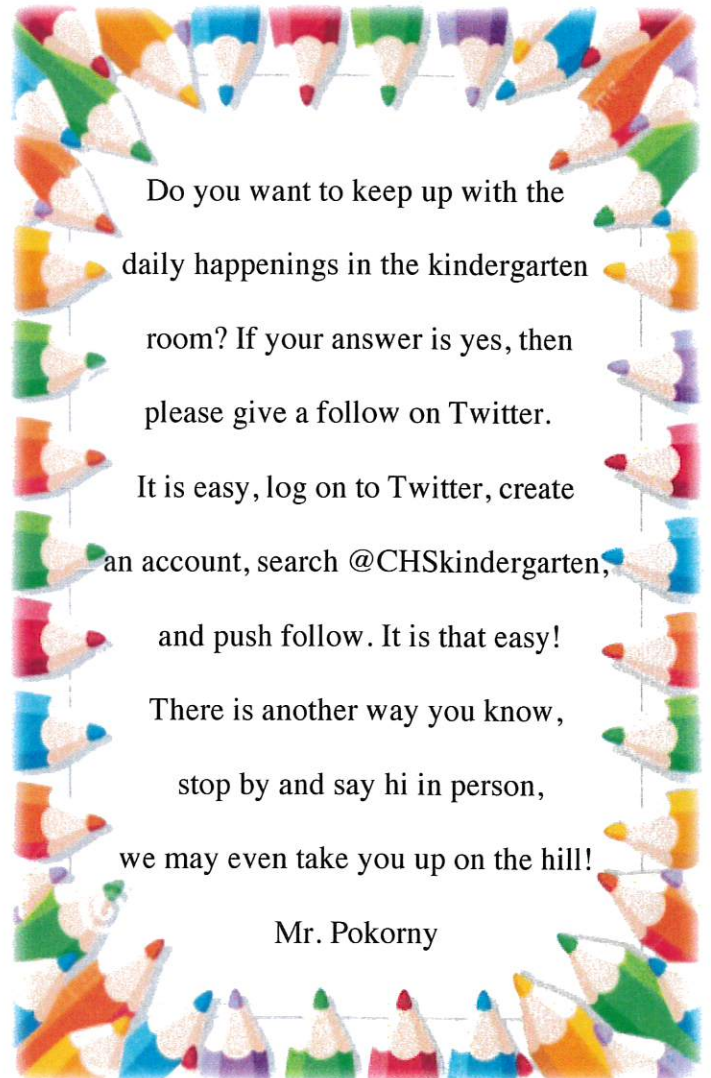 Do you want to keep up with the
daily happenings in the kindergarten
room? If your answer is yes, then
please give a follow on Twitter.
It is easy, log on to Twitter, create
an account, search @CHSkindergarten,
and push follow. It is that easy!
There is another way you know,
stop by and say hi in person,
we may even take you up on the hill!
Mr. Pokorny